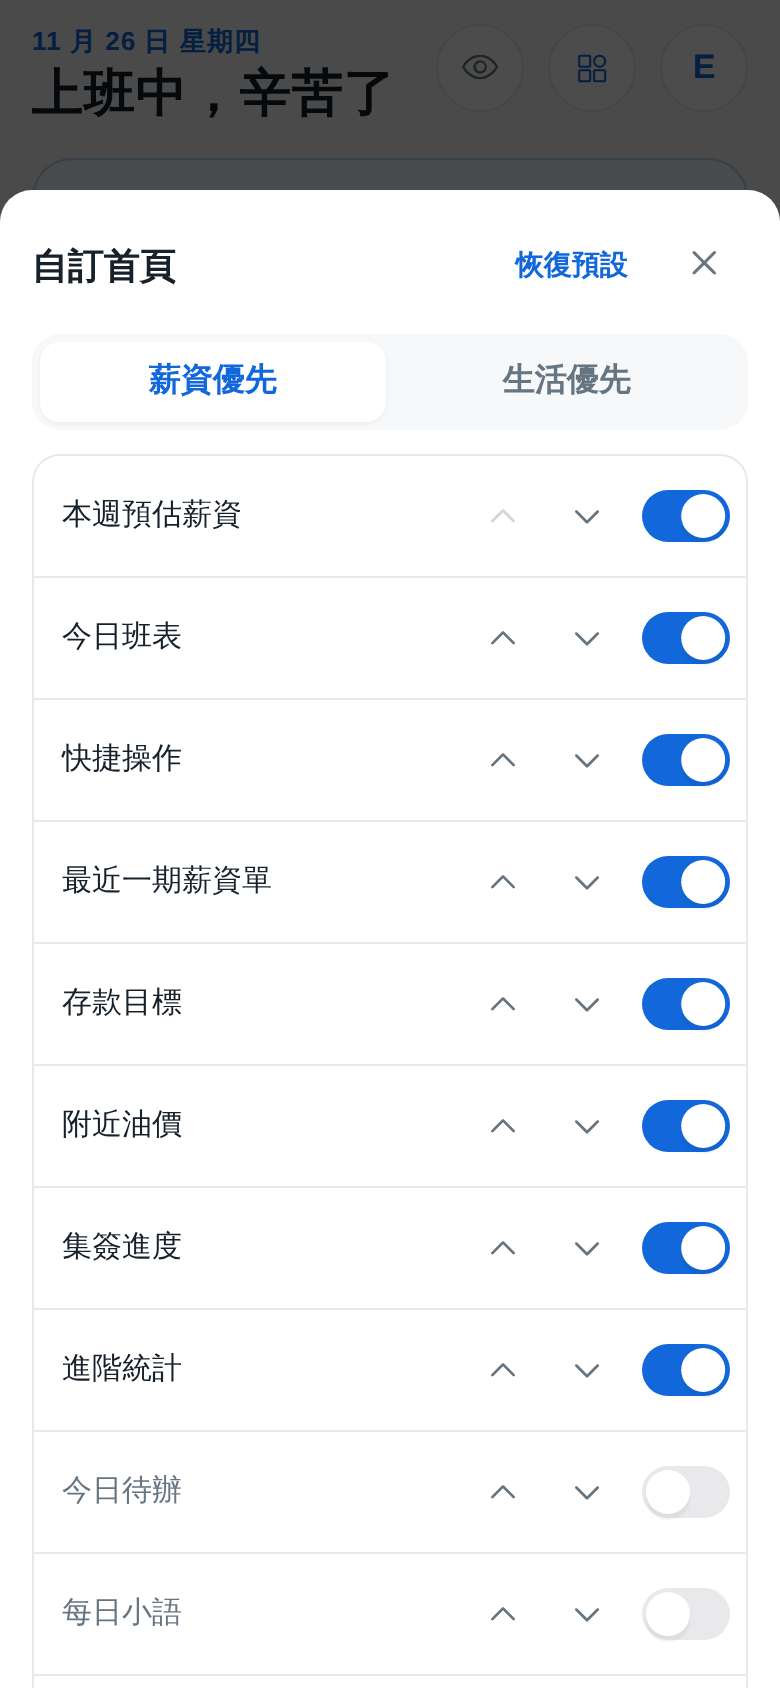 11 月 26 日 星期四
上班中，辛苦了
E
自訂首頁
恢復預設
薪資優先
生活優先
本週預估薪資
今日班表
快捷操作
最近一期薪資單
存款目標
附近油價
集簽進度
進階統計
今日待辦
每日小語